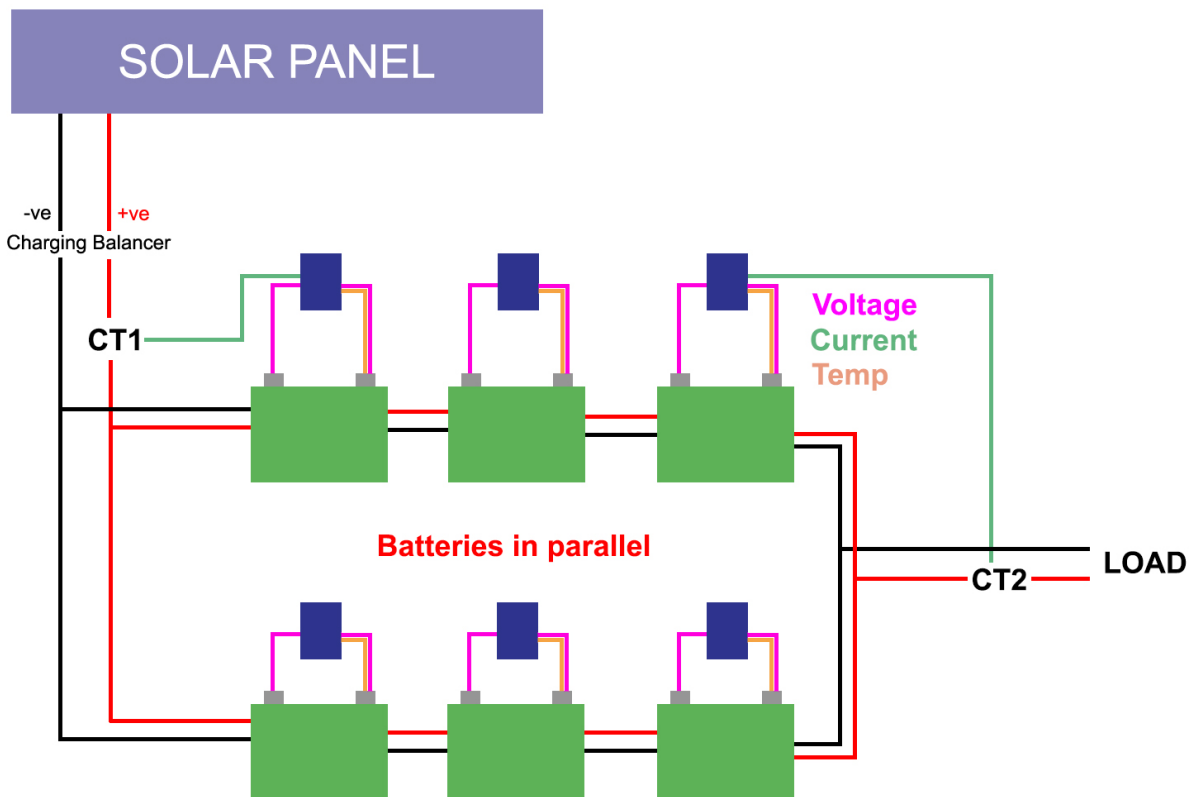 SOLAR PANEL
-ve
+ve
Charging Balancer
CT1
Voltage
Current
Temp
Batteries in parallel
LOAD
CT2